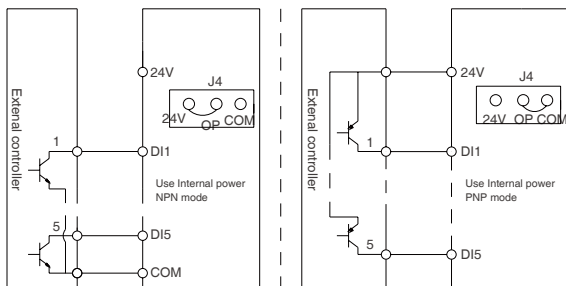 24V
J4
24V OP COM
Extenal controller
1
DI1
Use Internal power
NPN mode
5
DI5
COM
24V
J4
24V OP COM
Extenal controller
1
DI1
Use Internal power
PNP mode
5
DI5